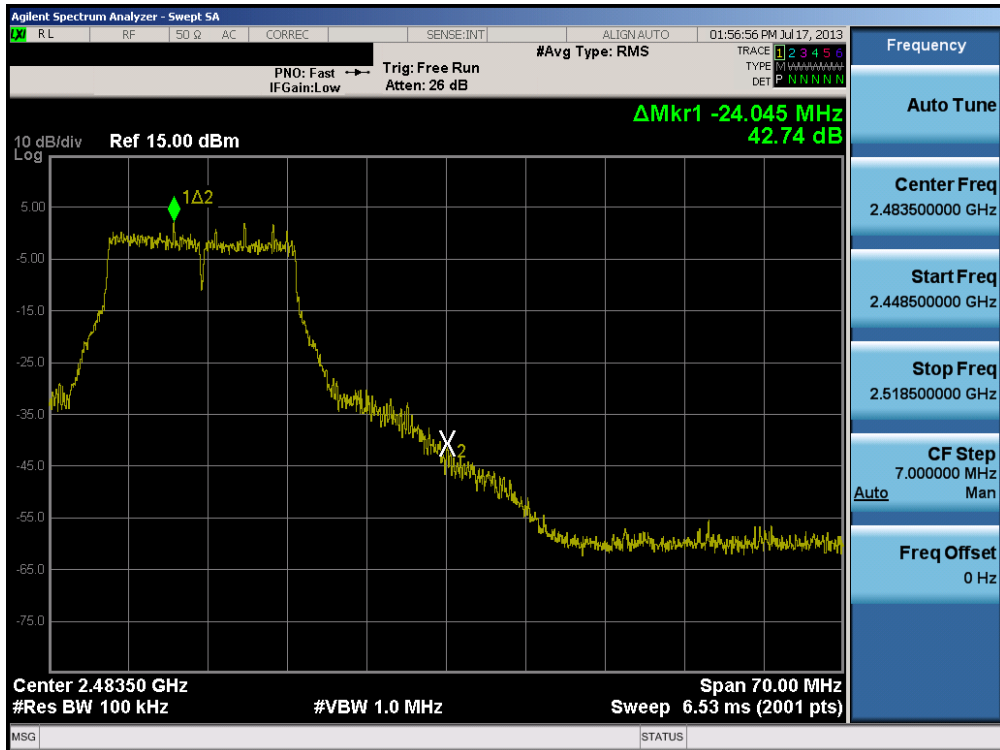 Agilent Spectrum Analyzer - Swept SA
LXI RL RF 50 Ω AC CORREC SENSE:INT ALIGN AUTO 01:56:56 PM Jul 17, 2013
Frequency
#Avg Type: RMS
TRACE 1 2 3 4 5 6
PNO: Fast Trig: Free Run
TYPE M WWWWW
IFGain:Low Atten: 26 dB
DET P N N N N N
Auto Tune
ΔMkr1 -24.045 MHz
42.74 dB
10 dB/div Ref 15.00 dBm
Log
1Δ2
5.00
-5.00
-15.0
-25.0
-35.0
-45.0
-55.0
-65.0
-75.0
X2
Center Freq
2.483500000 GHz
Start Freq
2.448500000 GHz
Stop Freq
2.518500000 GHz
CF Step
7.000000 MHz
Auto Man
Freq Offset
0 Hz
Center 2.48350 GHz Span 70.00 MHz
#Res BW 100 kHz #VBW 1.0 MHz Sweep 6.53 ms (2001 pts)
MSG STATUS